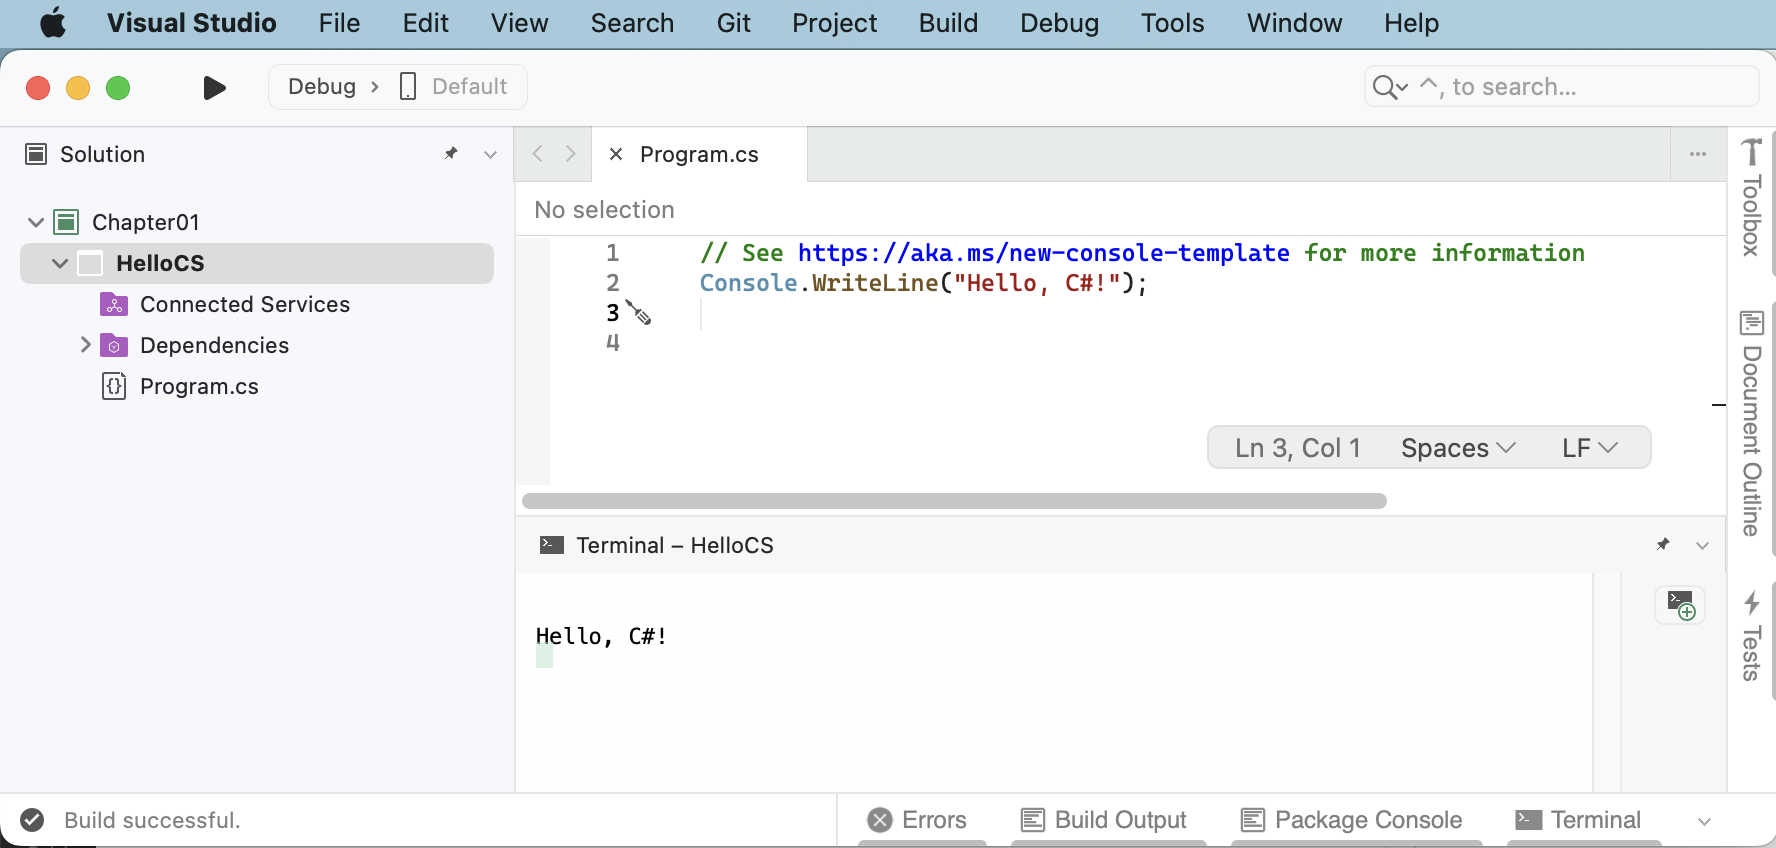 Visual Studio File Edit View Search Git Project Build Debug Tools Window Help
Debug > Default
^, to search...
Solution
Program.cs
Toolbox
Chapter01
No selection
HelloCS
1 // See https://aka.ms/new-console-template for more information
Connected Services
2 Console.WriteLine("Hello, C#!");
3
Dependencies
4
Program.cs
Document Outline
Ln 3, Col 1 Spaces LF
Terminal – HelloCS
Hello, C#!
Tests
Build successful.
Errors Build Output Package Console Terminal